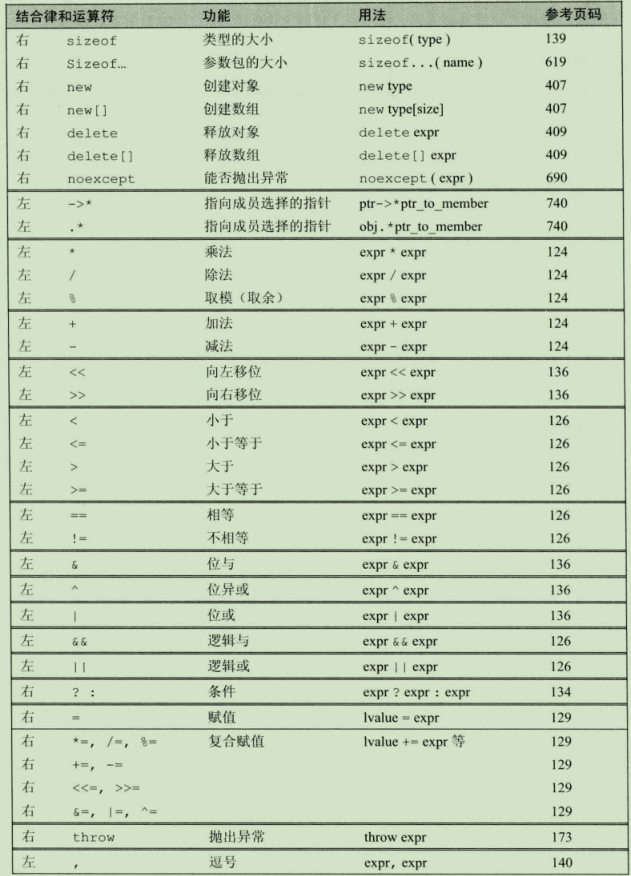 结合律和运算符 功能 用法 参考页码
右 sizeof 类型的大小 sizeof( type ) 139
右 Sizeof… 参数包的大小 sizeof...( name ) 619
右 new 创建对象 new type 407
右 new[] 创建数组 new type[size] 407
右 delete 释放对象 delete expr 409
右 delete[] 释放数组 delete[] expr 409
右 noexcept 能否抛出异常 noexcept ( expr ) 690
左 ->* 指向成员选择的指针 ptr->*ptr_to_member 740
左 .* 指向成员选择的指针 obj.*ptr_to_member 740
左 * 乘法 expr * expr 124
左 / 除法 expr / expr 124
左 % 取模（取余） expr % expr 124
左 + 加法 expr + expr 124
左 - 减法 expr - expr 124
左 << 向左移位 expr << expr 136
左 >> 向右移位 expr >> expr 136
左 < 小于 expr < expr 126
左 <= 小于等于 expr <= expr 126
左 > 大于 expr > expr 126
左 >= 大于等于 expr >= expr 126
左 == 相等 expr == expr 126
左 != 不相等 expr != expr 126
左 & 位与 expr & expr 136
左 ^ 位异或 expr ^ expr 136
左 | 位或 expr | expr 136
左 && 逻辑与 expr && expr 126
左 || 逻辑或 expr || expr 126
右 ? : 条件 expr ? expr : expr 134
右 = 赋值 lvalue = expr 129
右 *=, /=, %= 复合赋值 lvalue += expr 等 129
右 +=, -= 129
右 <<=, >>= 129
右 &=, |=, ^= 129
右 throw 抛出异常 throw expr 173
左 , 逗号 expr, expr 140